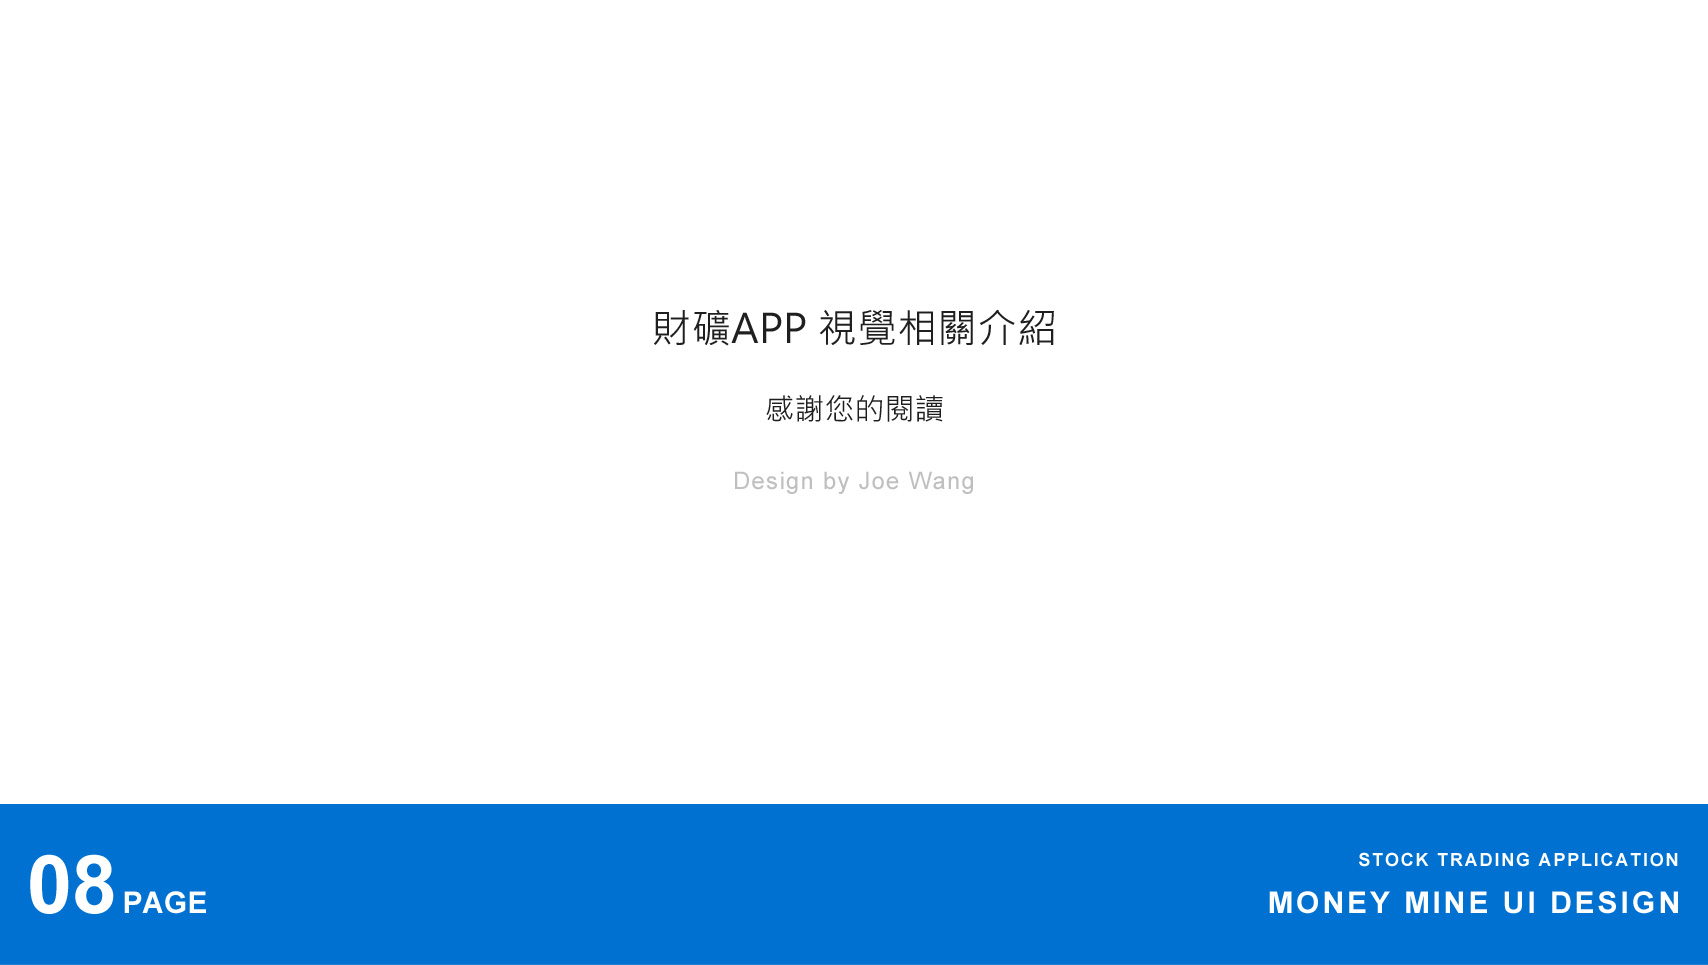 財礦APP 視覺相關介紹
感謝您的閱讀
Design by Joe Wang
08 PAGE
STOCK TRADING APPLICATION
MONEY MINE UI DESIGN